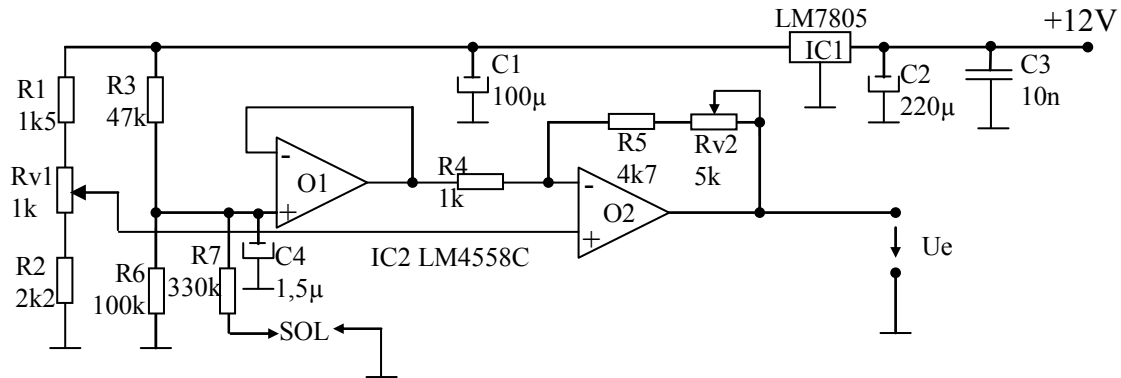 LM7805
+12V
IC1
R1
1k5
R3
47k
C1
100µ
C2
220µ
C3
10n
Rv1
1k
-
+
O1
R4
1k
R5
4k7
Rv2
5k
-
+
O2
R2
2k2
R6
100k
R7
330k
C4
1,5µ
IC2 LM4558C
Ue
SOL